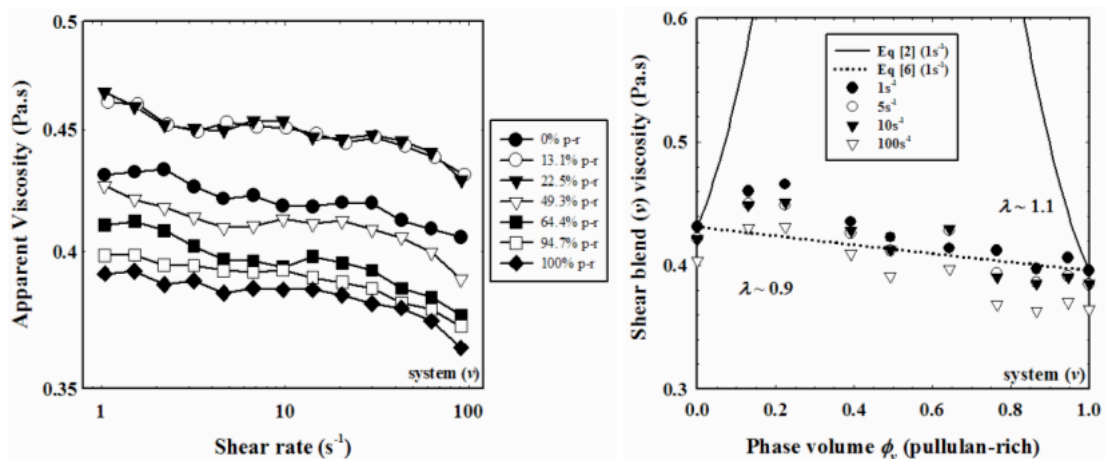 0.5
0.45
0.4
0.35
Apparent Viscosity (Pa.s)
1
10
100
Shear rate (s⁻¹)
system (v)
0% p-r
13.1% p-r
22.5% p-r
49.3% p-r
64.4% p-r
94.7% p-r
100% p-r
0.6
0.5
0.4
0.3
Shear blend (v) viscosity (Pa.s)
Eq [2] (1s⁻¹)
Eq [6] (1s⁻¹)
1s⁻¹
5s⁻¹
10s⁻¹
100s⁻¹
λ ~ 1.1
λ ~ 0.9
system (v)
0.0
0.2
0.4
0.6
0.8
1.0
Phase volume ϕᵥ (pullulan-rich)